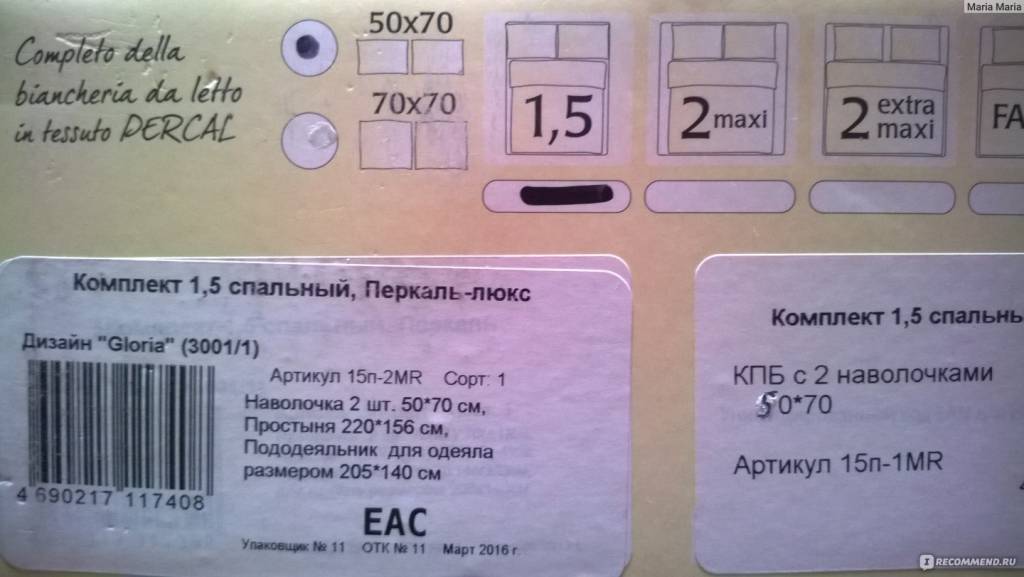 Maria Maria
Completo della
biancheria da letto
in tessuto PERCAL
50x70
70x70
1,5
2 maxi
2 extra
maxi
FA
Комплект 1,5 спальный, Перкаль-люкс
Дизайн "Gloria" (3001/1)
Артикул 15п-2MR Сорт: 1
Наволочка 2 шт. 50*70 см,
Простыня 220*156 см,
Пододеяльник для одеяла
размером 205*140 см
4 690217 117408
EAC
Упаковщик № 11 ОТК № 11 Март 2016 г.
Комплект 1,5 спальны
КПБ с 2 наволочками
50*70
Артикул 15п-1MR
I RECOMMEND.RU